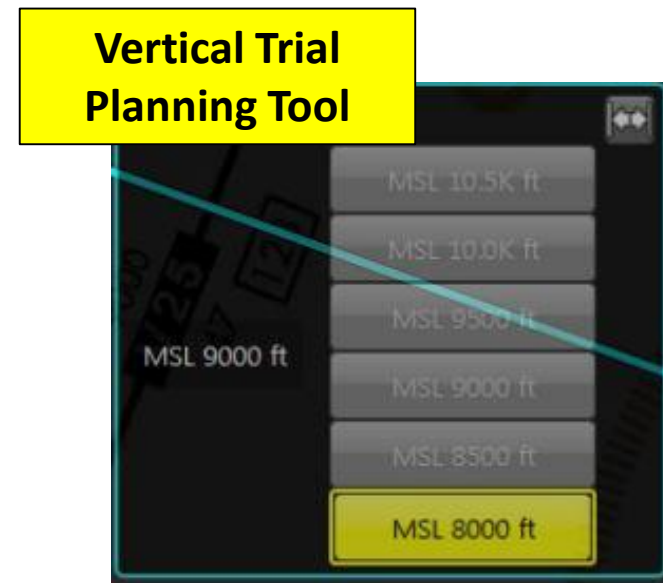 Vertical Trial
Planning Tool
MSL 10.5K ft
MSL 10.0K ft
MSL 9500 ft
MSL 9000 ft
MSL 9000 ft
MSL 8500 ft
MSL 8000 ft
V25